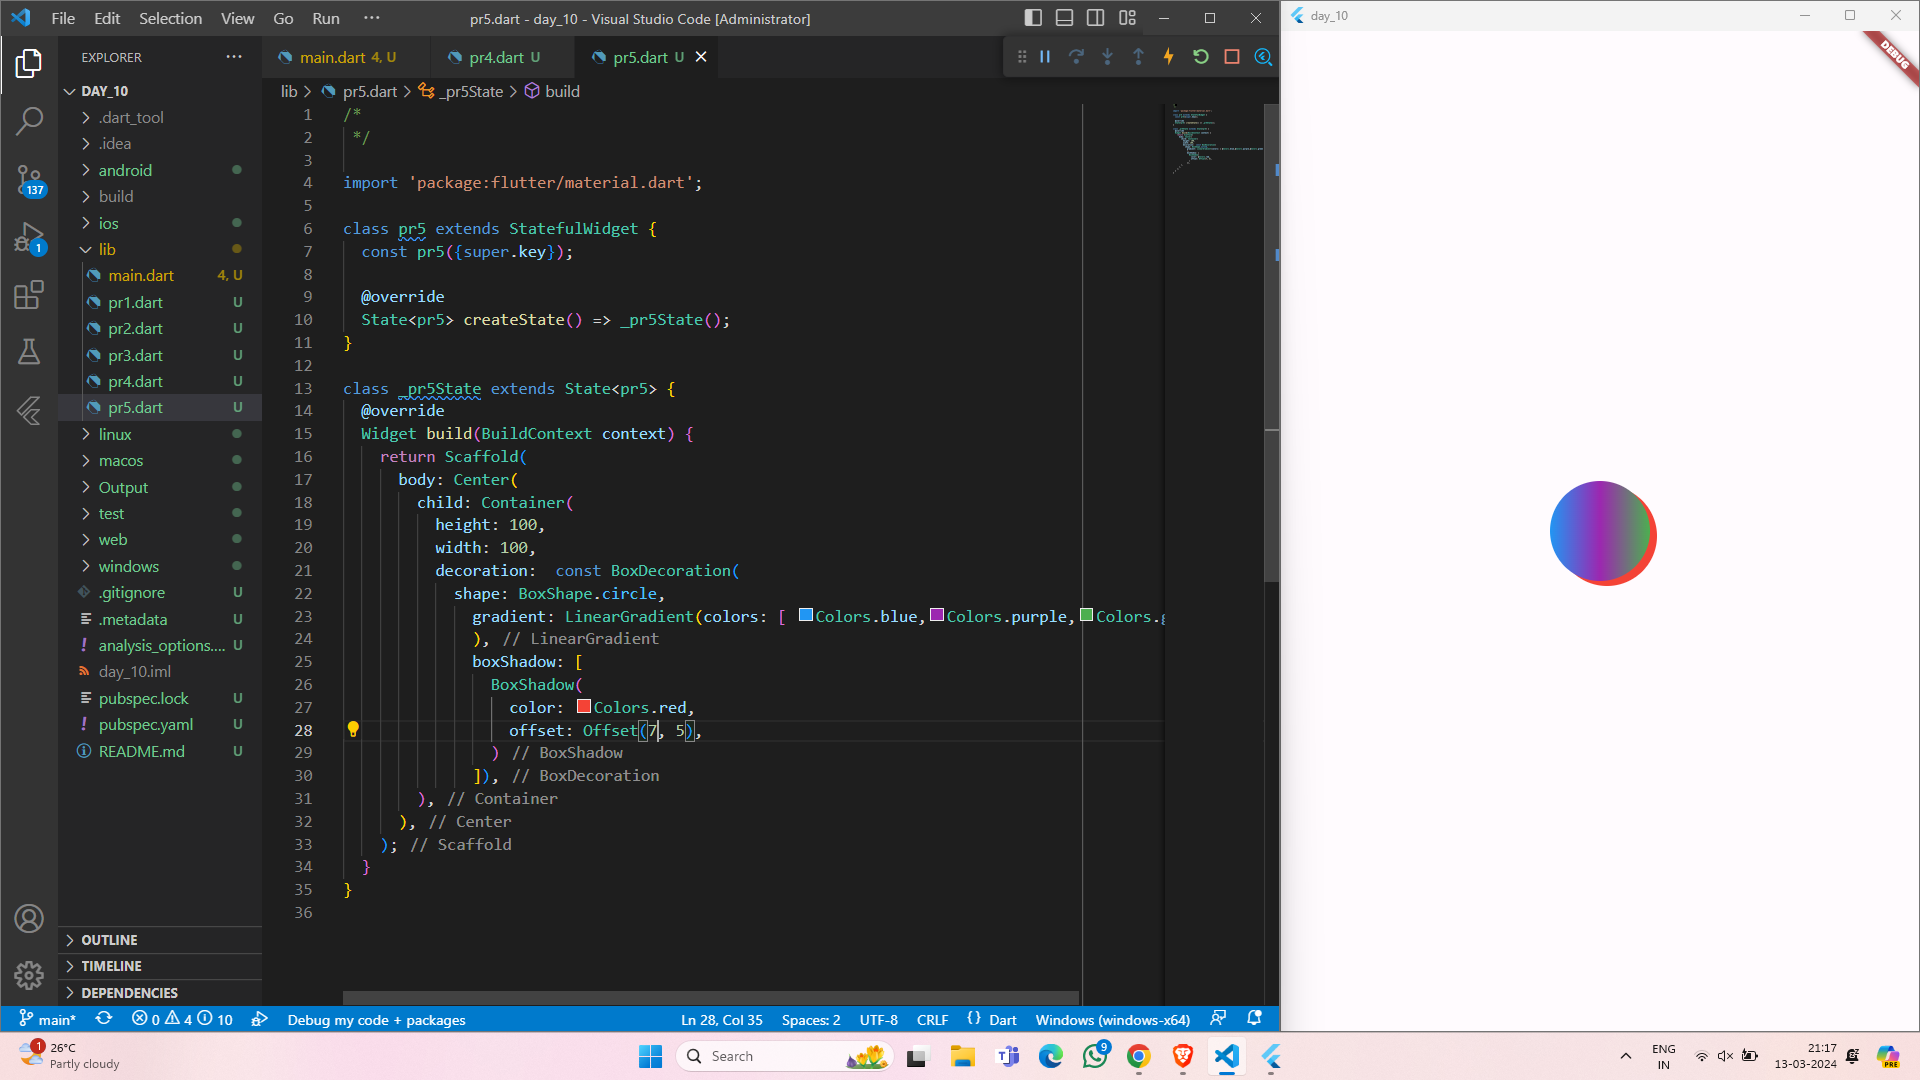 File Edit Selection View Go Run ···
pr5.dart - day_10 - Visual Studio Code [Administrator]
day_10
DEBUG
EXPLORER ···
main.dart 4, U
pr4.dart U
pr5.dart U
DAY_10
lib > pr5.dart > _pr5State > build
.dart_tool
.idea
android
build
ios
lib
main.dart 4, U
pr1.dart U
pr2.dart U
pr3.dart U
pr4.dart U
pr5.dart U
linux
macos
Output
test
web
windows
.gitignore U
.metadata U
analysis_options.... U
day_10.iml
pubspec.lock U
pubspec.yaml U
README.md U
OUTLINE
TIMELINE
DEPENDENCIES
137
1
1 /*
2 */
3
4 import 'package:flutter/material.dart';
5
6 class pr5 extends StatefulWidget {
7 const pr5({super.key});
8
9 @override
10 State<pr5> createState() => _pr5State();
11 }
12
13 class _pr5State extends State<pr5> {
14 @override
15 Widget build(BuildContext context) {
16 return Scaffold(
17 body: Center(
18 child: Container(
19 height: 100,
20 width: 100,
21 decoration:  const BoxDecoration(
22 shape: BoxShape.circle,
23 gradient: LinearGradient(colors: [ Colors.blue, Colors.purple, Colors.g
24 ), // LinearGradient
25 boxShadow: [
26 BoxShadow(
27 color: Colors.red,
28 offset: Offset(7, 5),
29 ) // BoxShadow
30 ]), // BoxDecoration
31 ), // Container
32 ), // Center
33 ); // Scaffold
34 }
35 }
36
main* 0 4 10 Debug my code + packages Ln 28, Col 35 Spaces: 2 UTF-8 CRLF {} Dart Windows (windows-x64)
1
26°C
Partly cloudy
Search
9
ENG
IN
21:17
13-03-2024
PRE